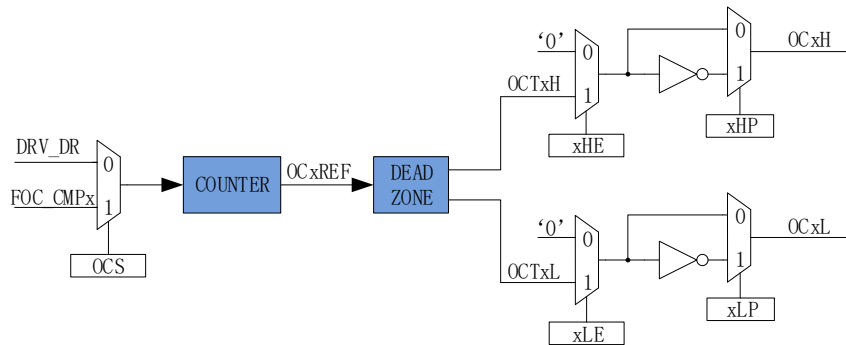 ‘0’
0
OCTxH
1
xHE
0
1
OCxH
xHP
DRV_DR
0
FOC_CMPx
1
OCS
COUNTER
OCxREF
DEAD
ZONE
‘0’
0
OCTxL
1
xLE
0
1
OCxL
xLP